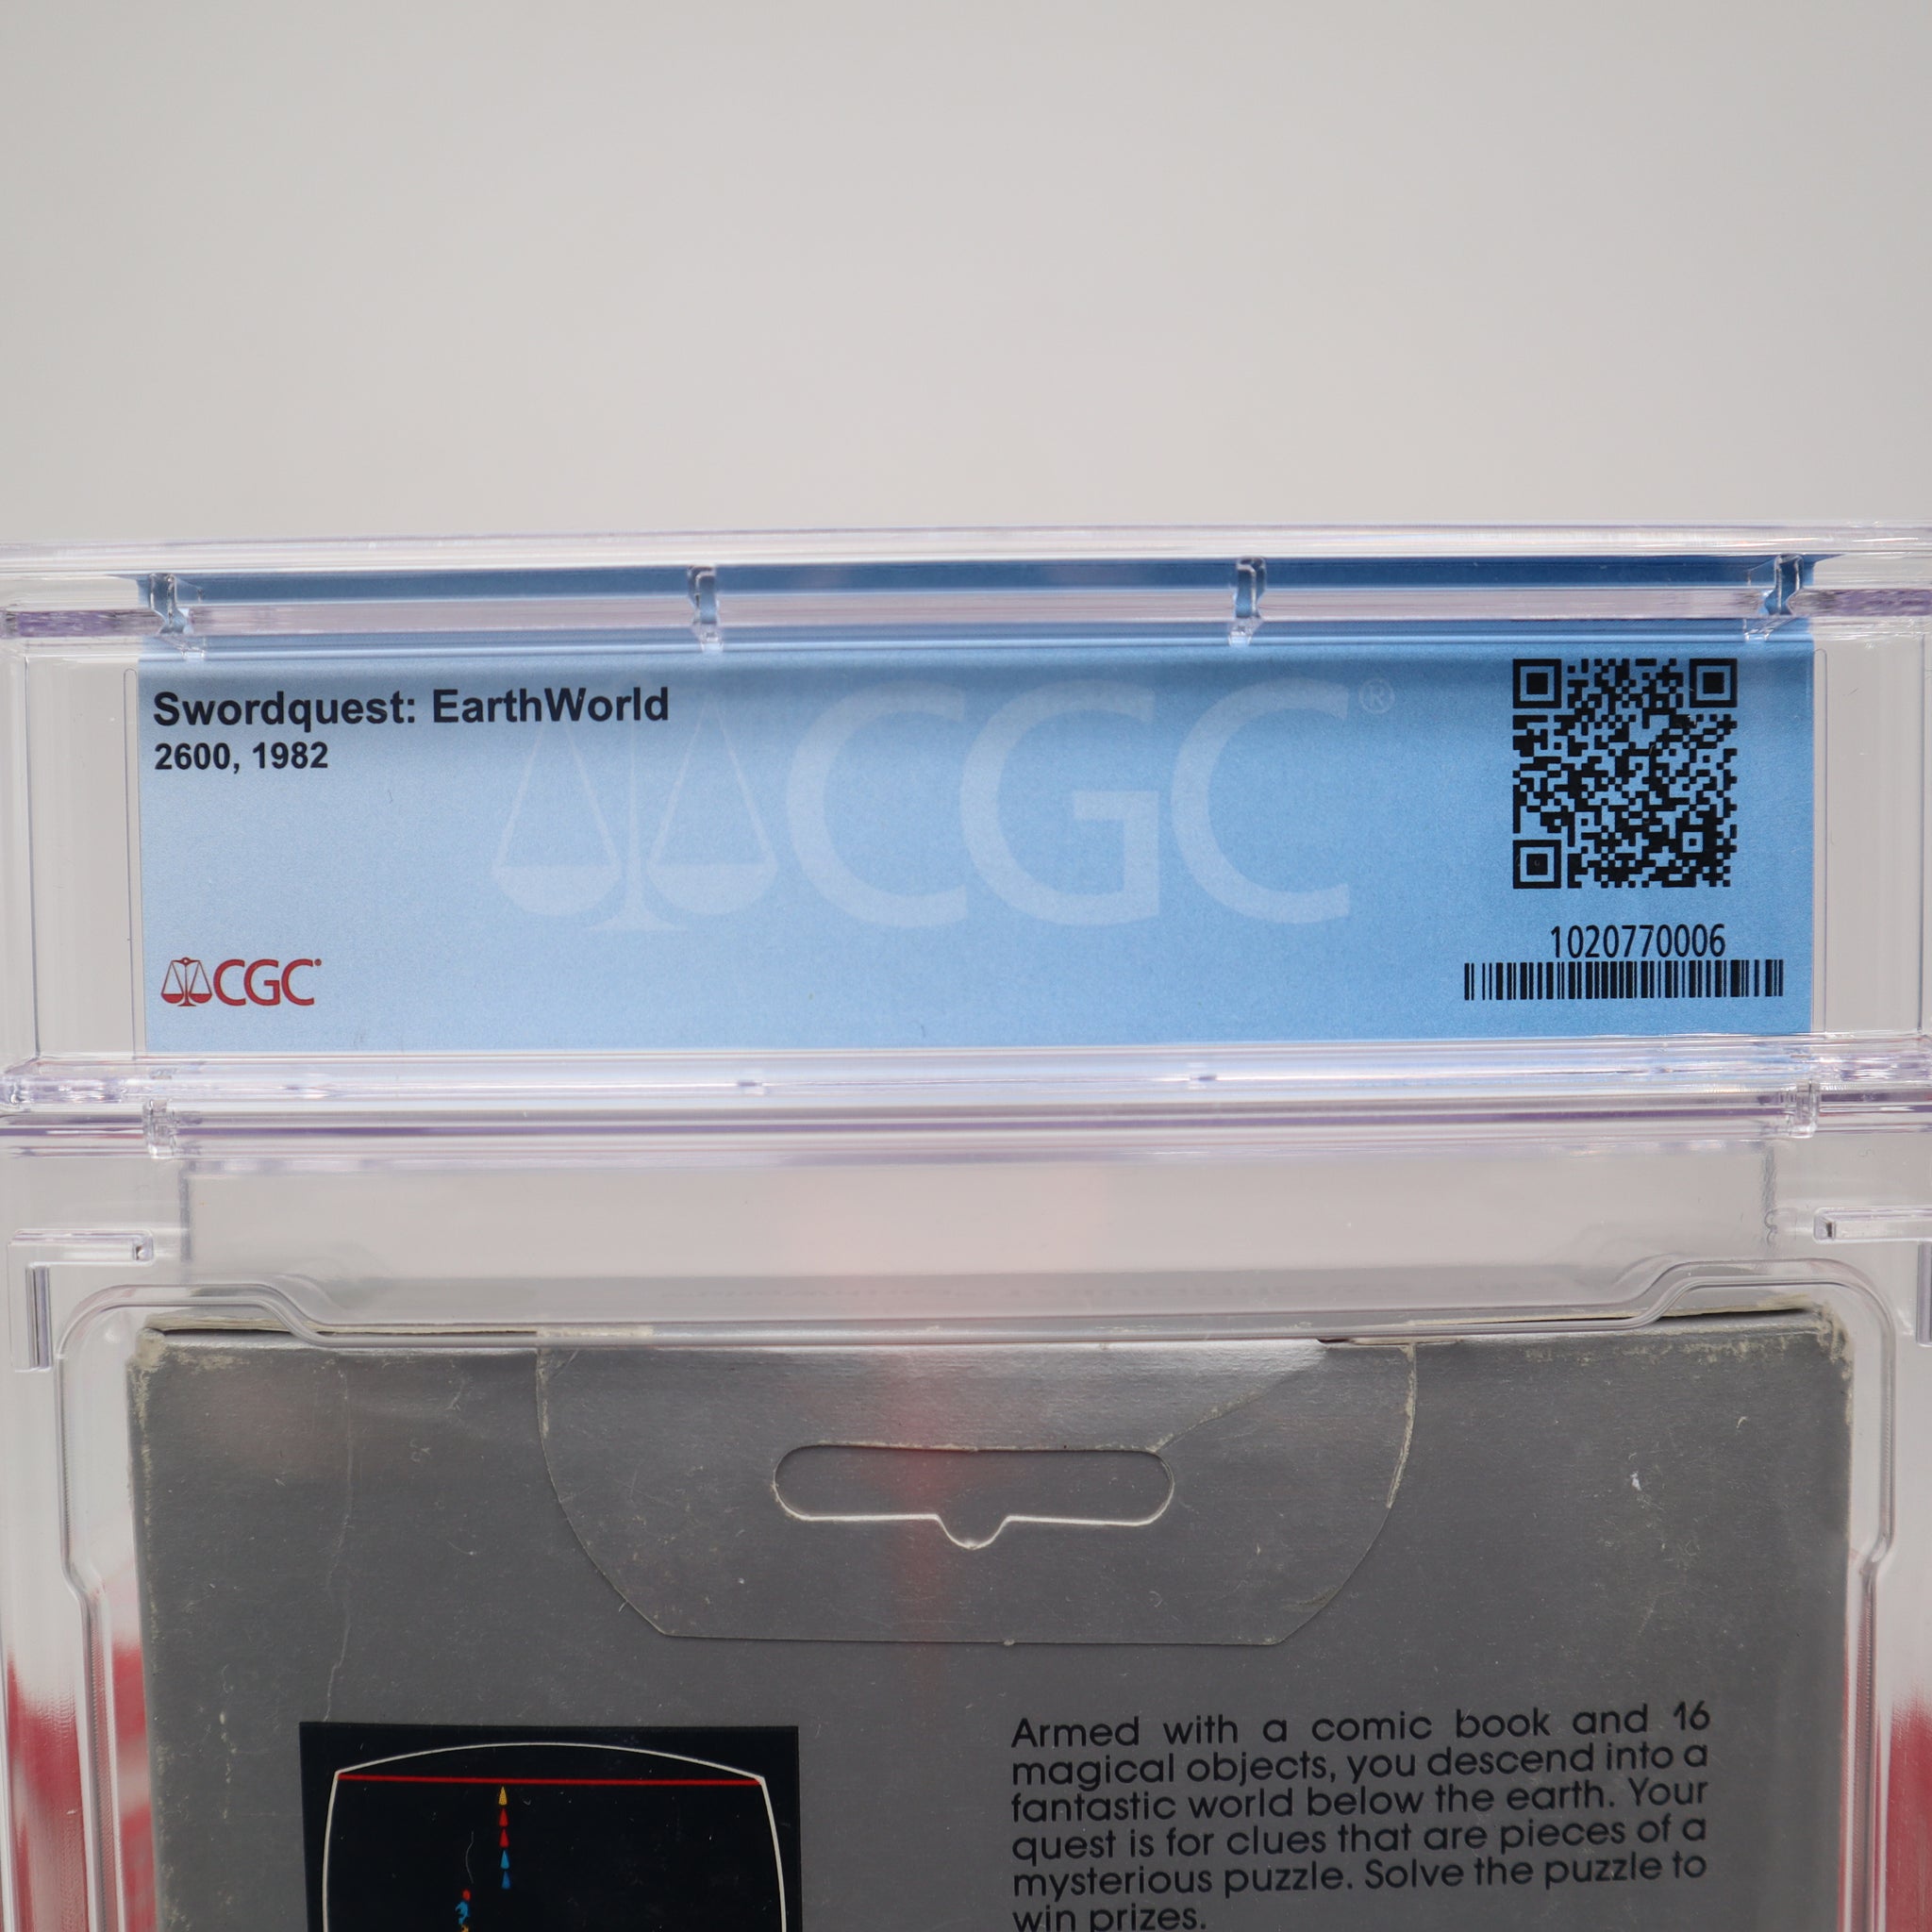 Swordquest: EarthWorld
2600, 1982
CGC®
CGC®
1020770006
Armed with a comic book and 16
magical objects, you descend into a
fantastic world below the earth. Your
quest is for clues that are pieces of a
mysterious puzzle. Solve the puzzle to
win prizes.